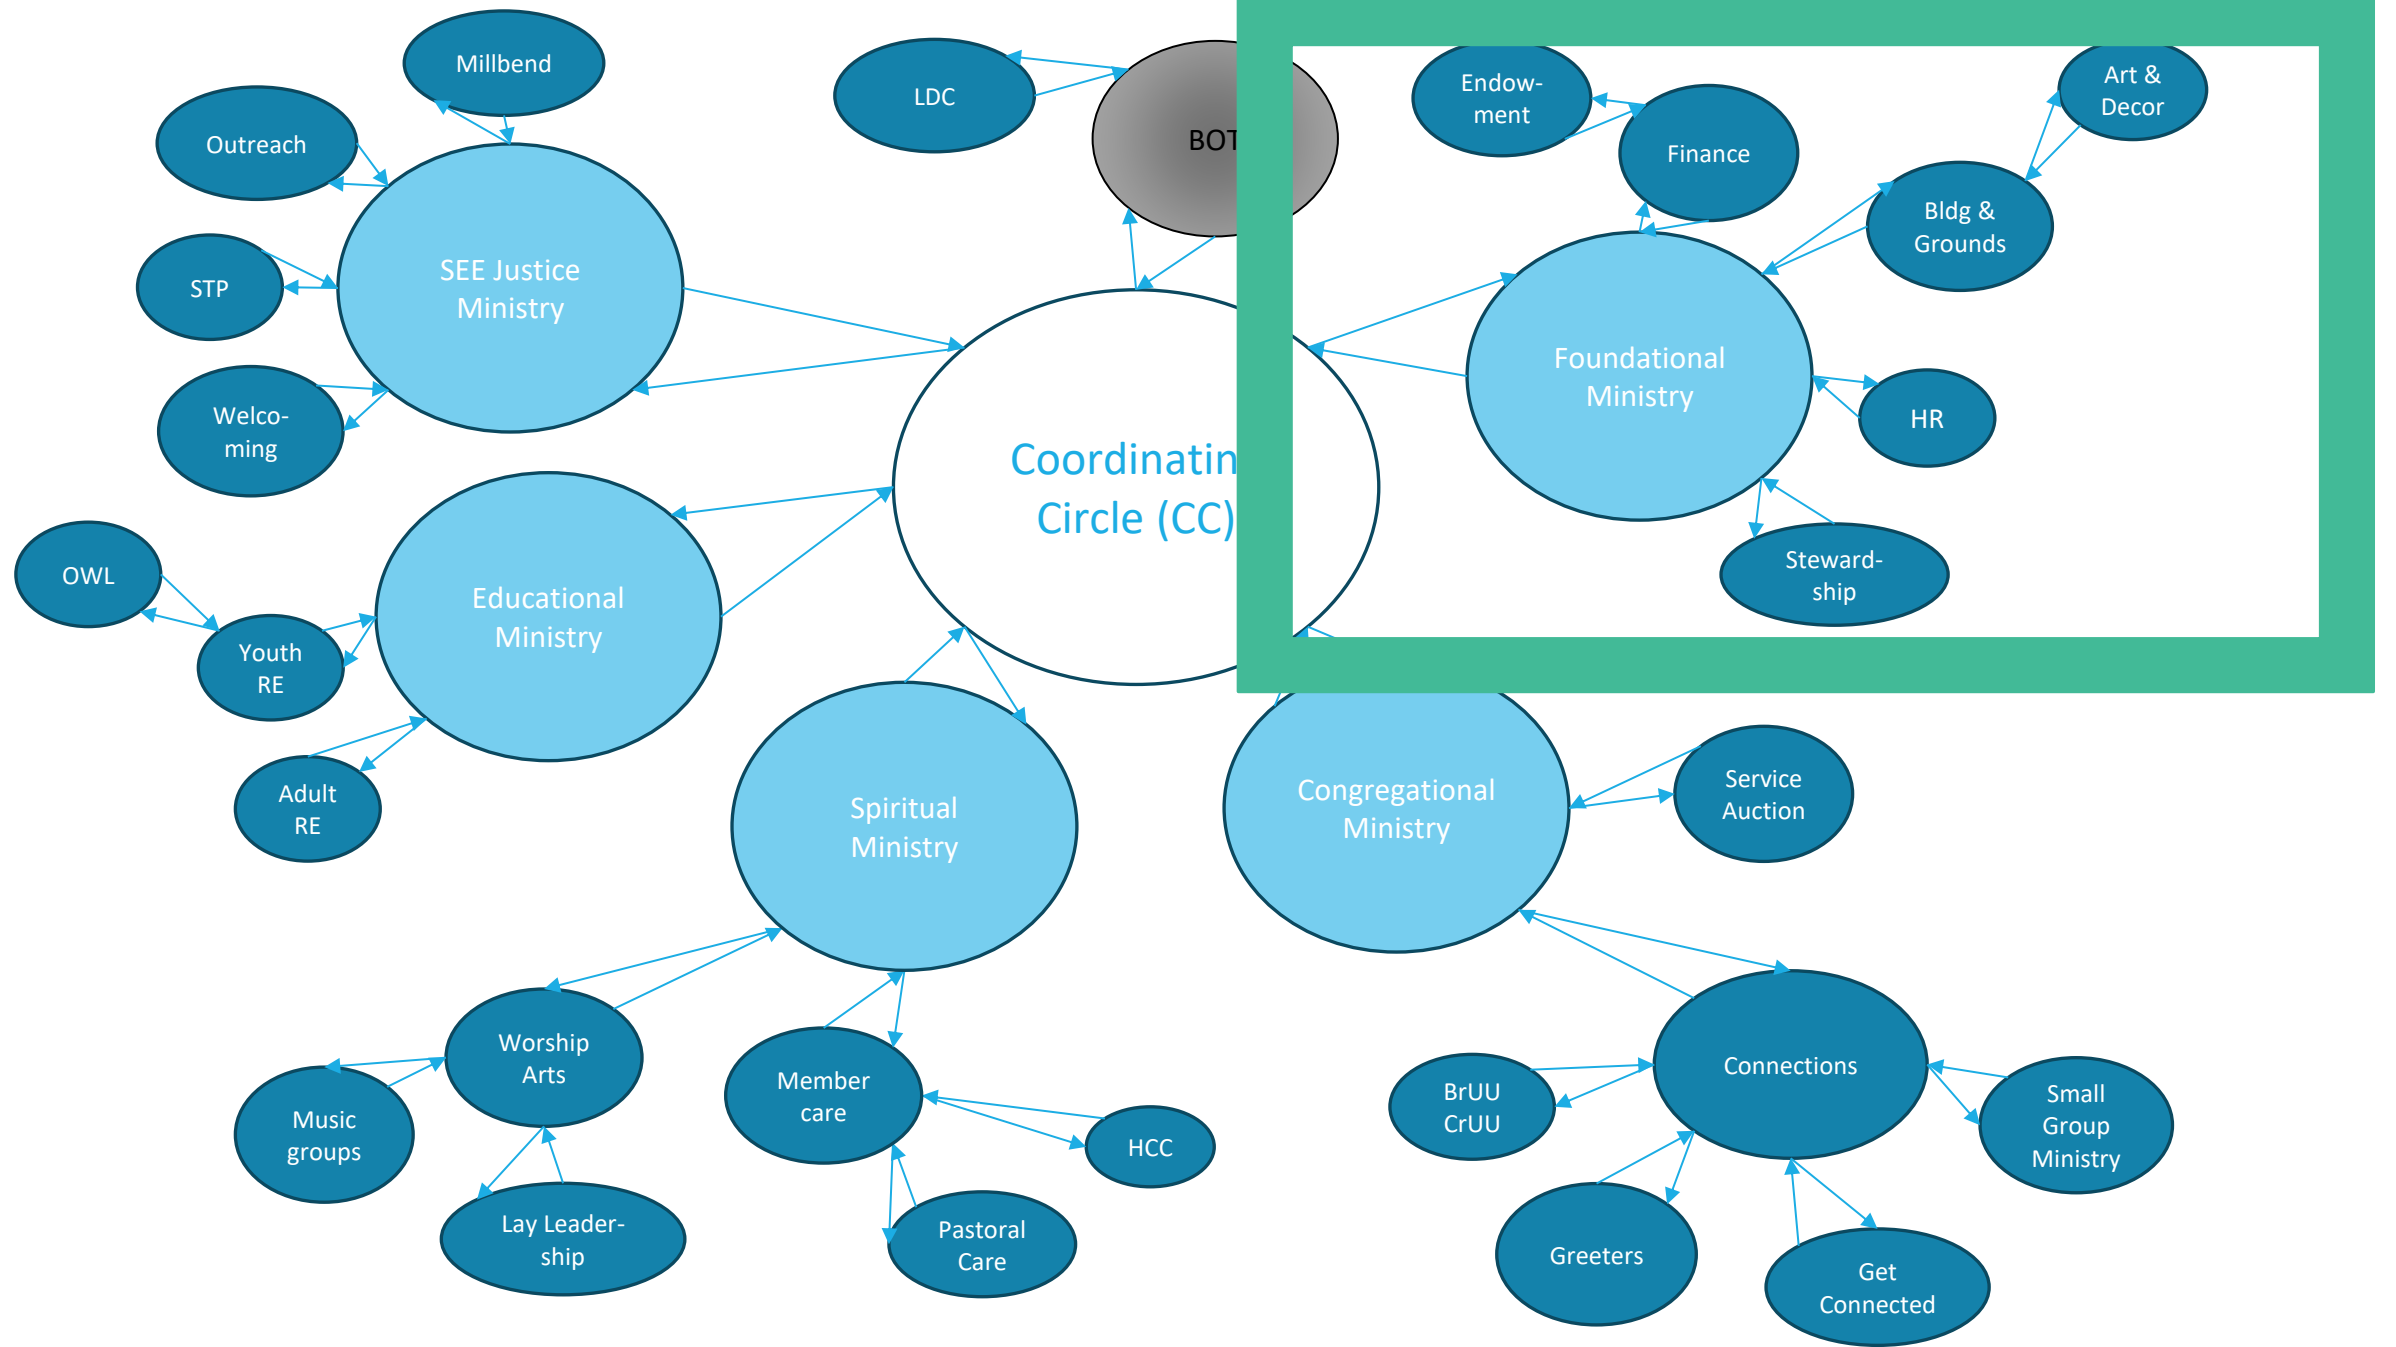 Millbend
Outreach
STP
Welco-
ming
SEE Justice
Ministry
LDC
BOT
Endow-
ment
Finance
Art &
Decor
Bldg &
Grounds
Foundational
Ministry
HR
Steward-
ship
Coordinatin
Circle (CC)
OWL
Youth
RE
Adult
RE
Educational
Ministry
Spiritual
Ministry
Congregational
Ministry
Service
Auction
Worship
Arts
Music
groups
Lay Leader-
ship
Member
care
HCC
Pastoral
Care
Connections
BrUU
CrUU
Small
Group
Ministry
Greeters
Get
Connected